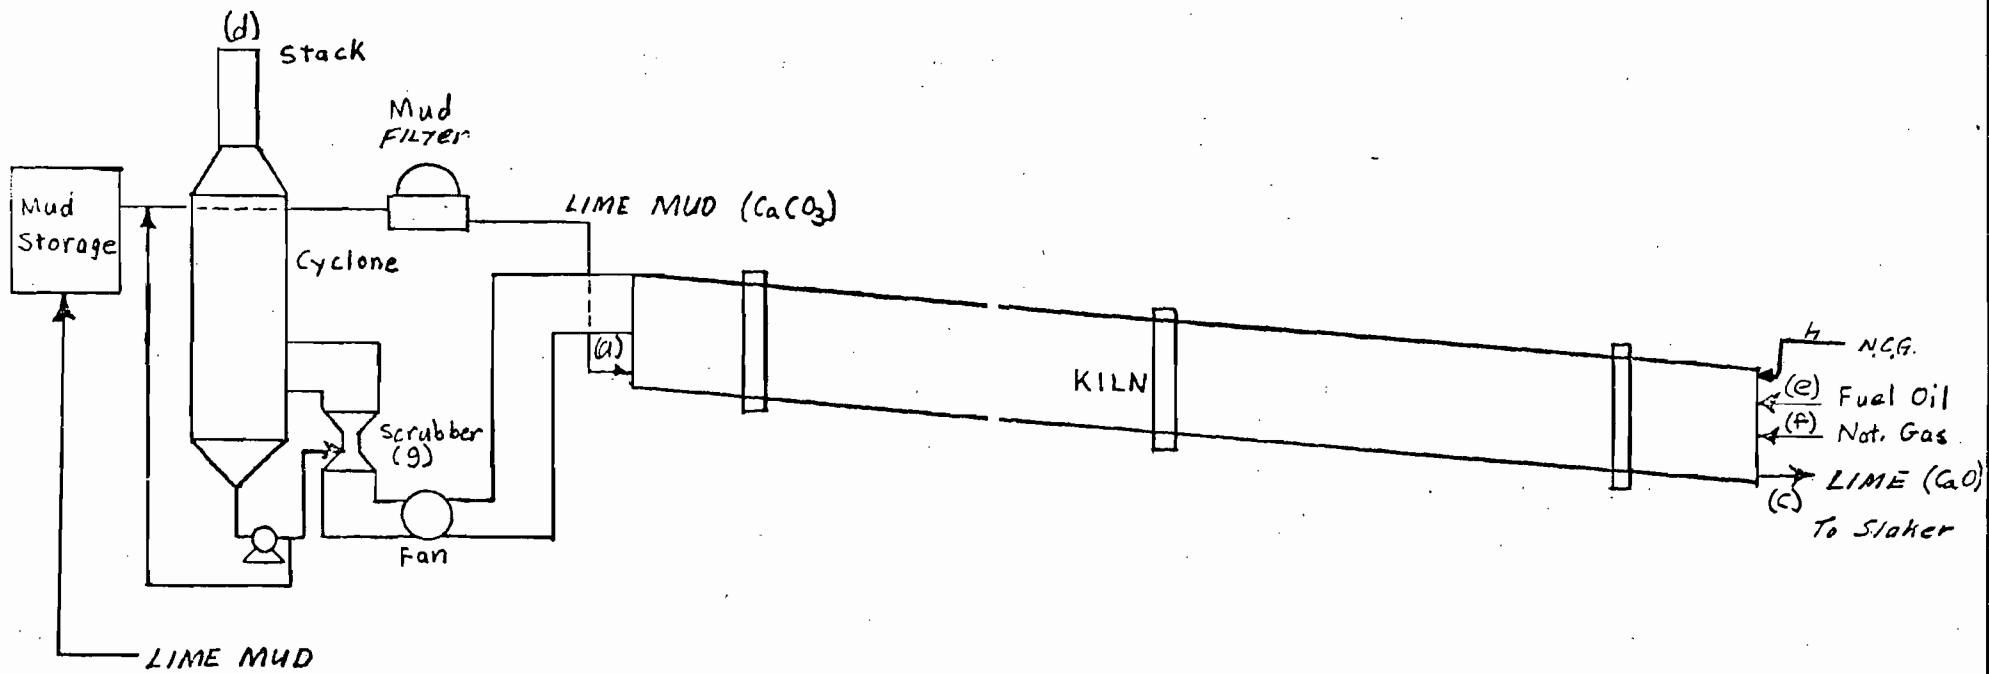 (d)
Stack
Mud
FILTer
Mud
Storage
LIME MUD (CaCO3)
Cyclone
(a)
KILN
h
N.C.G.
(e) Fuel Oil
(f) Nat. Gas
Scrubber
(g)
LIME (CaO)
(c)
To Slaker
Fan
LIME MUD